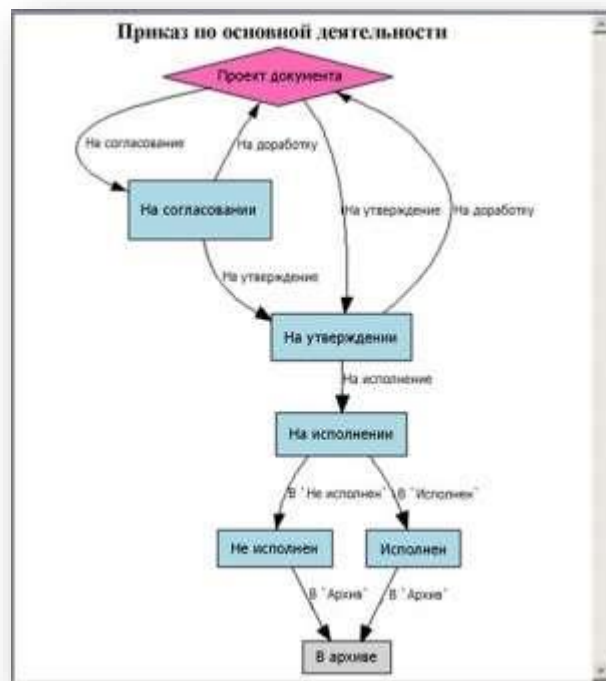 Приказ по основной деятельности
Проект документа
На согласование
На доработку
На согласовании
На утверждение
На доработку
На утверждение
На утверждении
На исполнение
На исполнении
В `Не исполнен`
В `Исполнен`
Не исполнен
Исполнен
В `Архив`
В `Архив`
В архиве